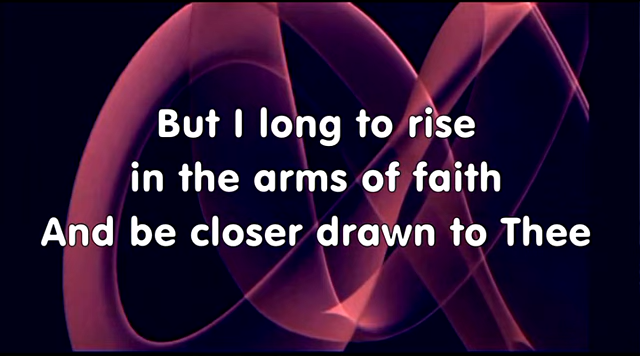 But I long to rise
in the arms of faith
And be closer drawn to Thee